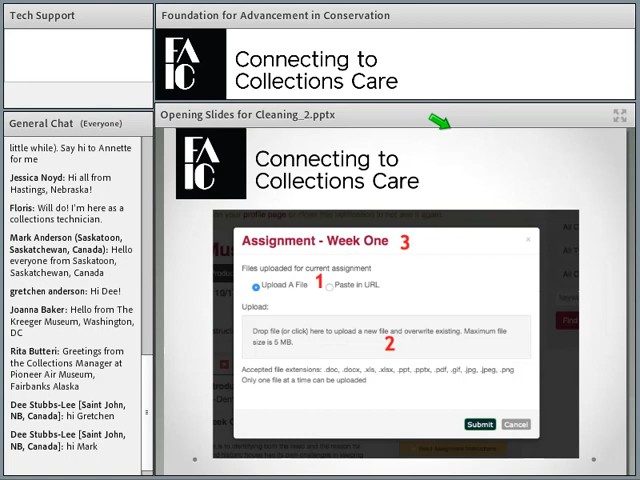 Tech Support
Foundation for Advancement in Conservation
FAIC
Connecting to
Collections Care
General Chat (Everyone)
little while). Say hi to Annette
for me
Jessica Noyd: Hi all from
Hastings, Nebraska!
Floris: Will do! I'm here as a
collections technician.
Mark Anderson (Saskatoon,
Saskatchewan, Canada): Hello
everyone from Saskatoon,
Saskatchewan, Canada
gretchen anderson: Hi Dee!
Joanna Baker: Hello from The
Kreeger Museum, Washington,
DC
Rita Butteri: Greetings from
the Collections Manager at
Pioneer Air Museum,
Fairbanks Alaska
Dee Stubbs-Lee [Saint John,
NB, Canada]: hi Gretchen
Dee Stubbs-Lee [Saint John,
NB, Canada]: hi Mark
Opening Slides for Cleaning_2.pptx
FAIC
Connecting to
Collections Care
Assignment - Week One 3
Files uploaded for current assignment
Upload A File 1 Paste in URL
Upload:
Drop file (or click) here to upload a new file and overwrite existing. Maximum file
size is 5 MB. 2
Accepted file extensions: .doc, .docx, .xls, .xlsx, .ppt, .pptx, .pdf, .gif, .jpg, .jpeg, .png
Only one file at a time can be uploaded
Submit Cancel